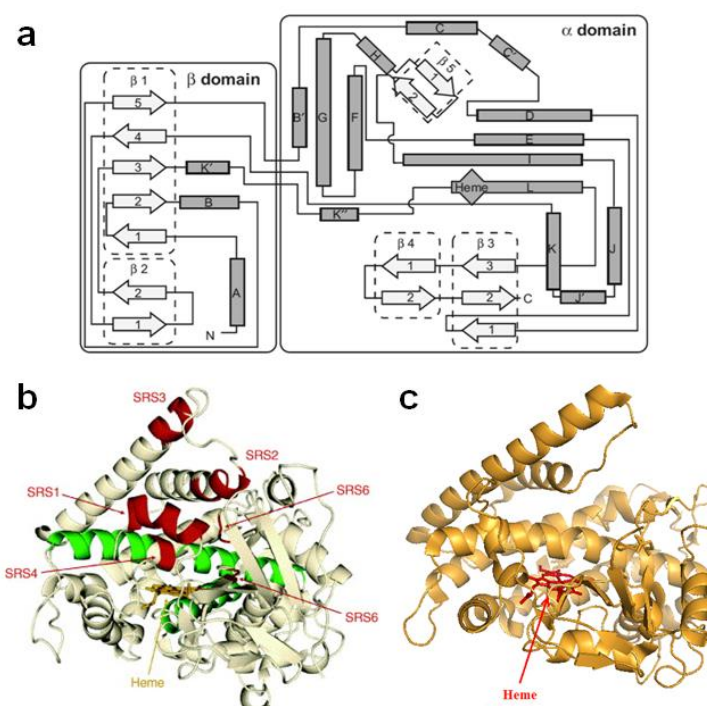 a
α domain
β domain
β 1
5
4
3
2
1
β 2
2
1
K'
B
A
N
B'
G
F
H
β 5
1
2
C
C'
D
E
I
Heme
L
K''
K
J
J'
β 4
1
2
β 3
3
2
C
1
b
SRS3
SRS2
SRS1
SRS6
SRS4
SRS6
Heme
c
Heme